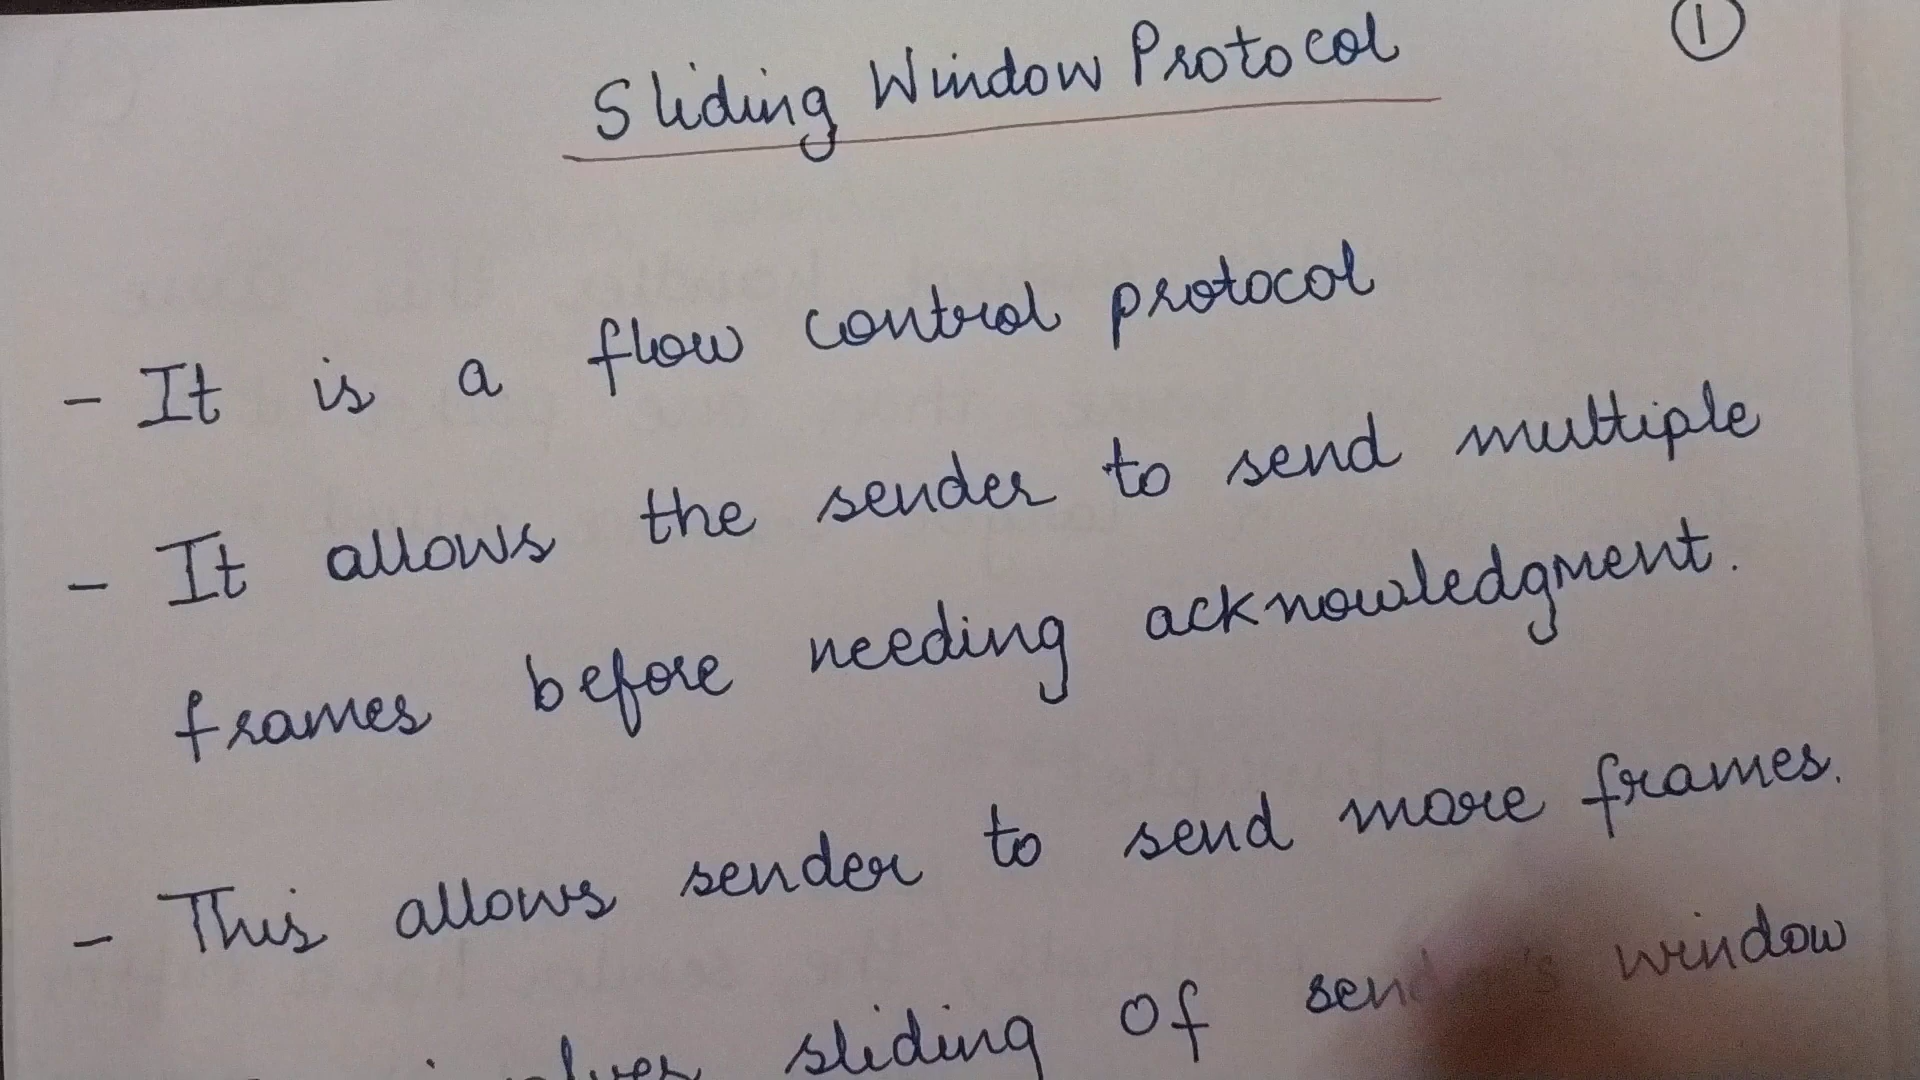 1
Sliding Window Protocol
- It is a flow control protocol
- It allows the sender to send multiple
frames before needing acknowledgment.
- This allows sender to send more frames.
sliding of sender's window